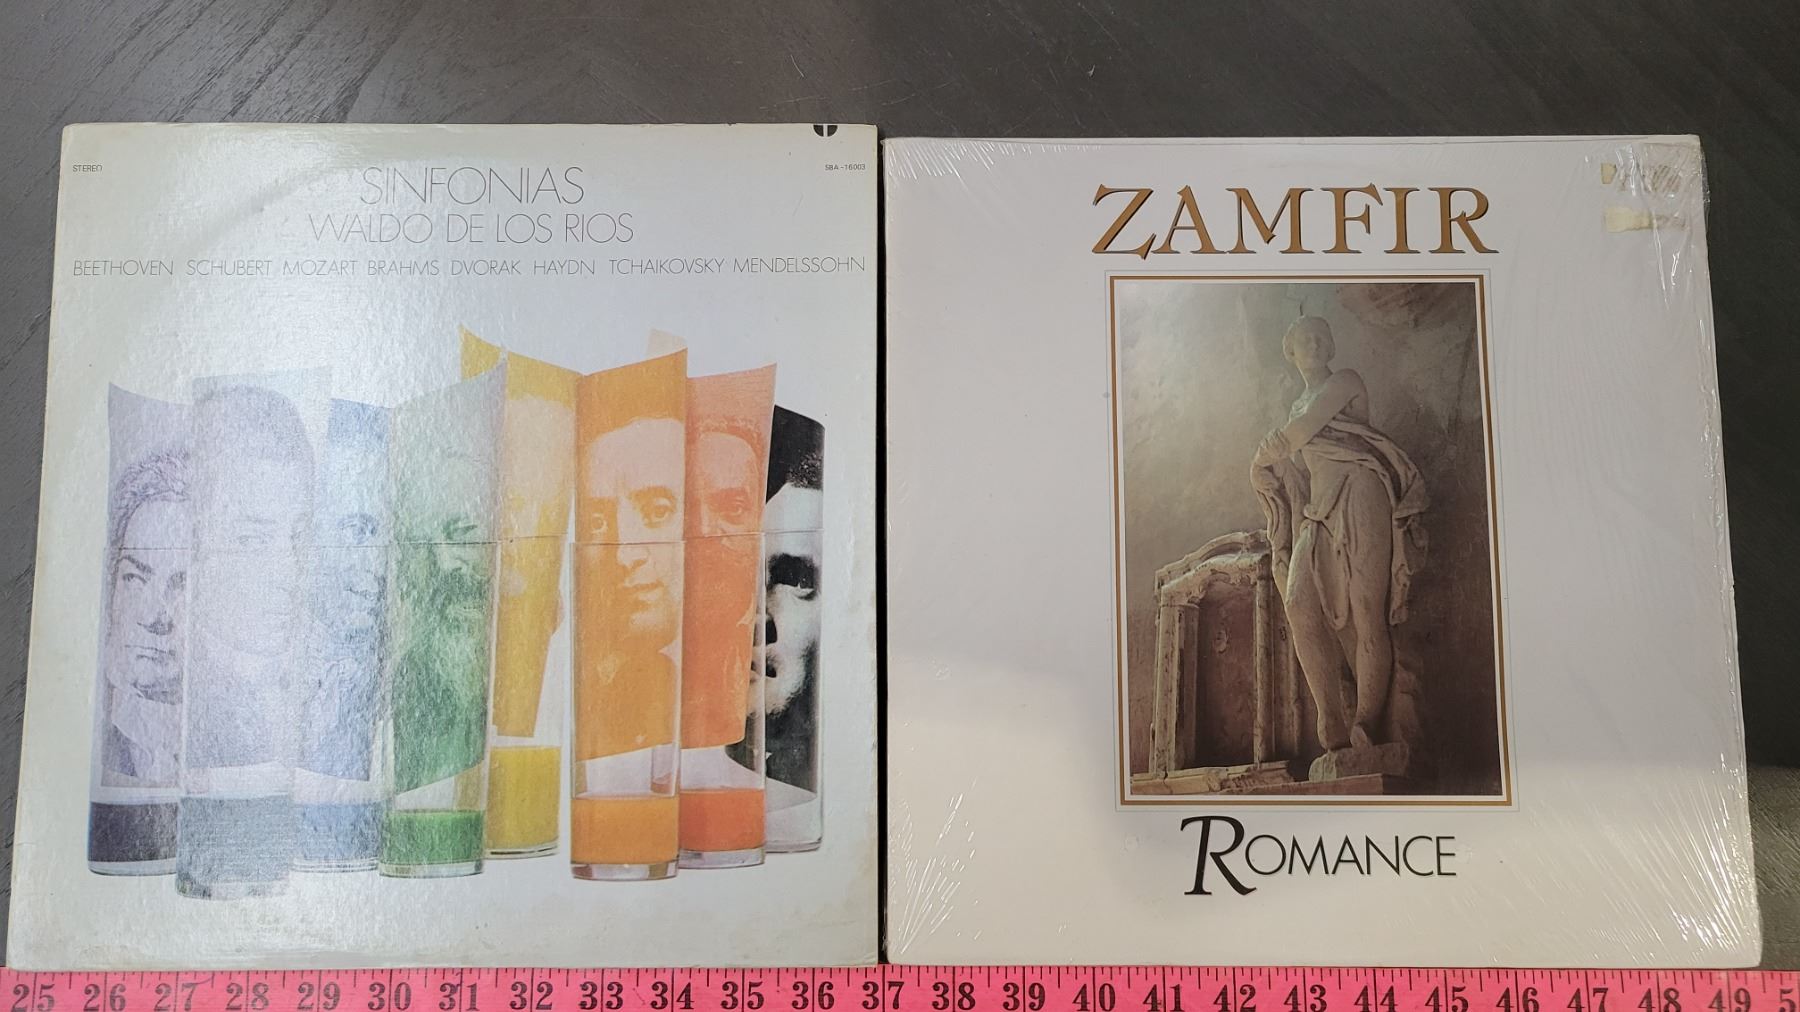 STEREO
SBA-16003
SINFONIAS
WALDO DE LOS RIOS
BEETHOVEN SCHUBERT MOZART BRAHMS DVORAK HAYDN TCHAIKOVSKY MENDELSSOHN
ZAMFIR
ROMANCE
25 26 27 28 29 30 31 32 33 34 35 36 37 38 39 40 41 42 43 44 45 46 47 48 49 5